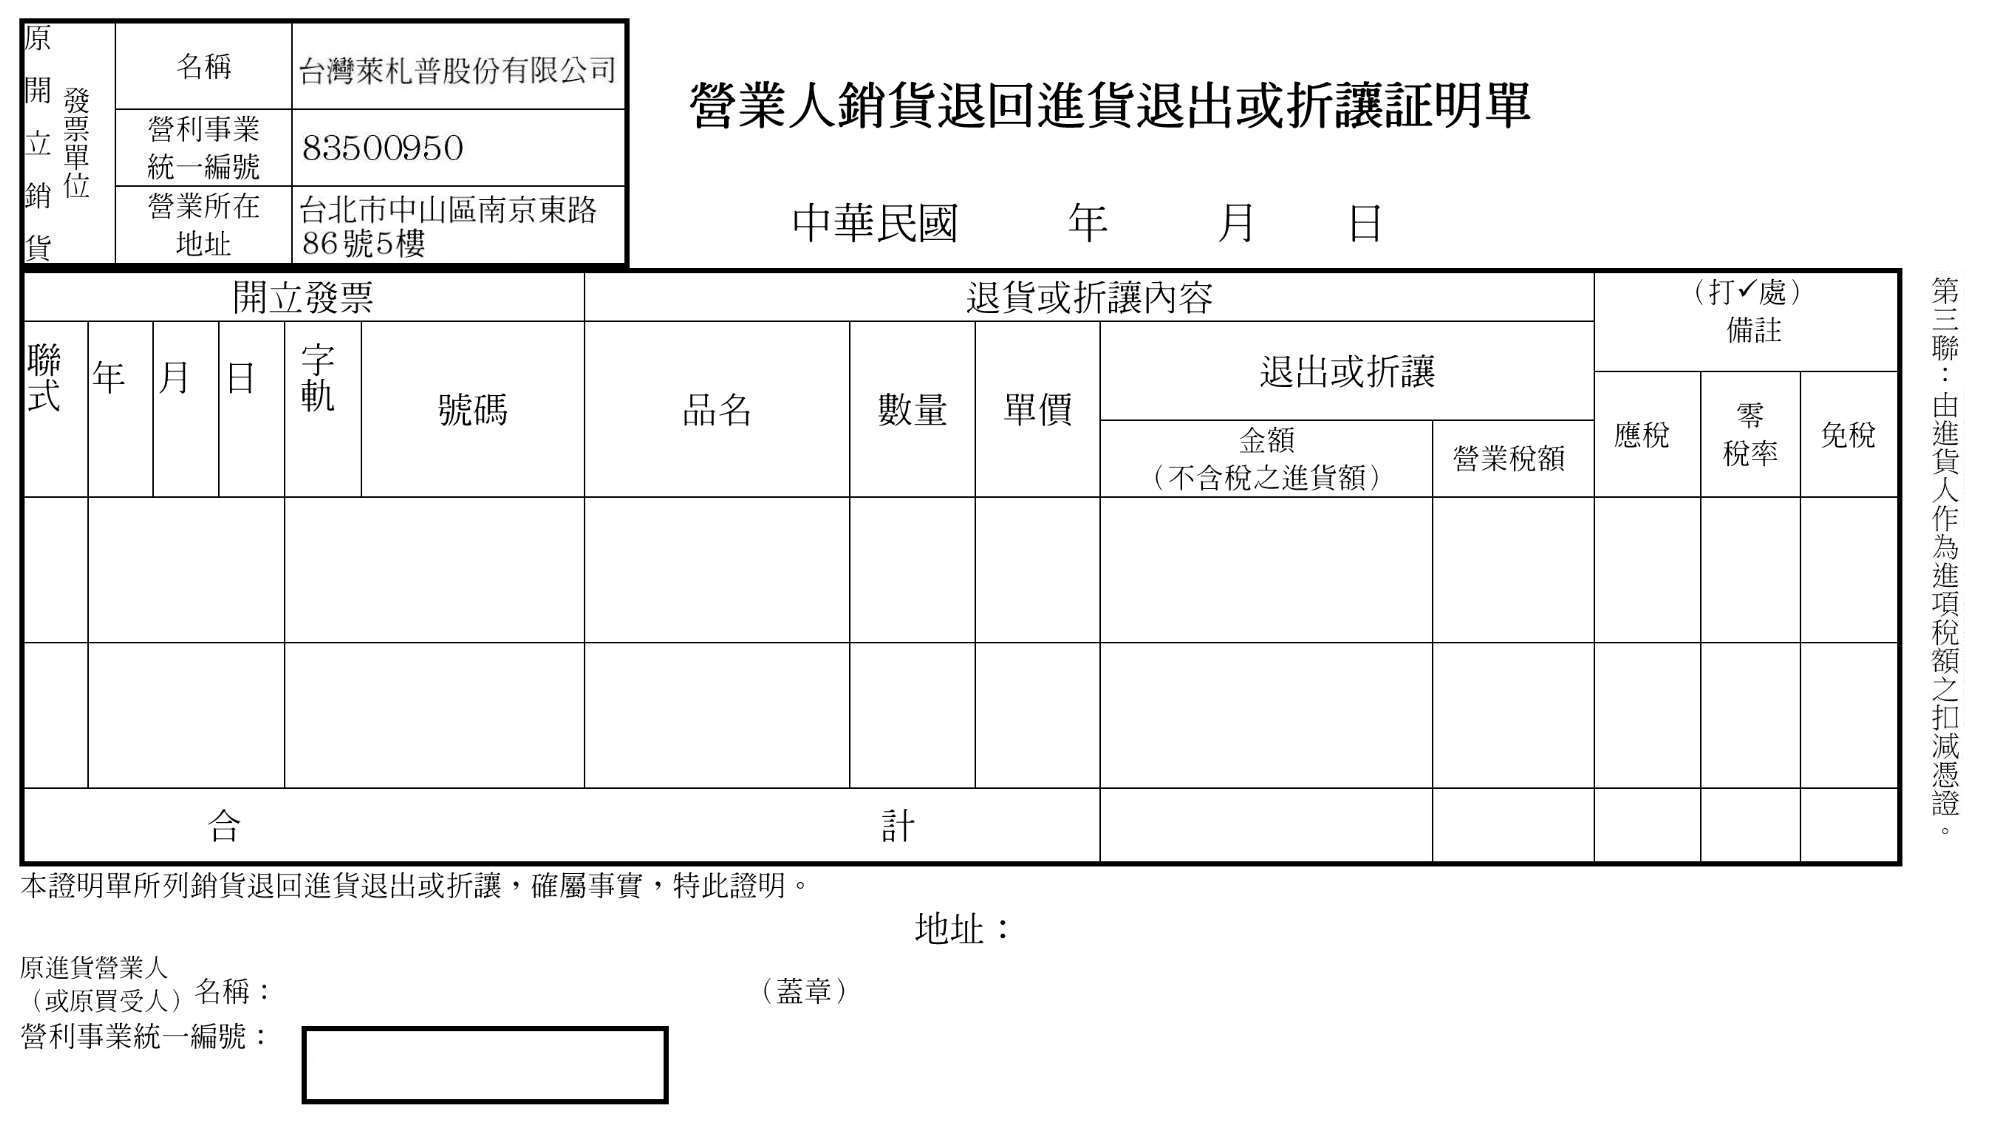 原開立銷貨
發票單位
名稱
台灣萊札普股份有限公司
營利事業
統一編號
83500950
營業所在
地址
台北市中山區南京東路
86號5樓
營業人銷貨退回進貨退出或折讓証明單
中華民國 年 月 日
開立發票
退貨或折讓內容
(打✓處)
備註
聯式
年
月
日
字軌
號碼
品名
數量
單價
退出或折讓
金額
(不含稅之進貨額)
營業稅額
應稅
零
稅率
免稅
合 計
第三聯：由進貨人作為進項稅額之扣減憑證。
本證明單所列銷貨退回進貨退出或折讓，確屬事實，特此證明。
地址：
原進貨營業人
(或原買受人)
名稱：
(蓋章)
營利事業統一編號：